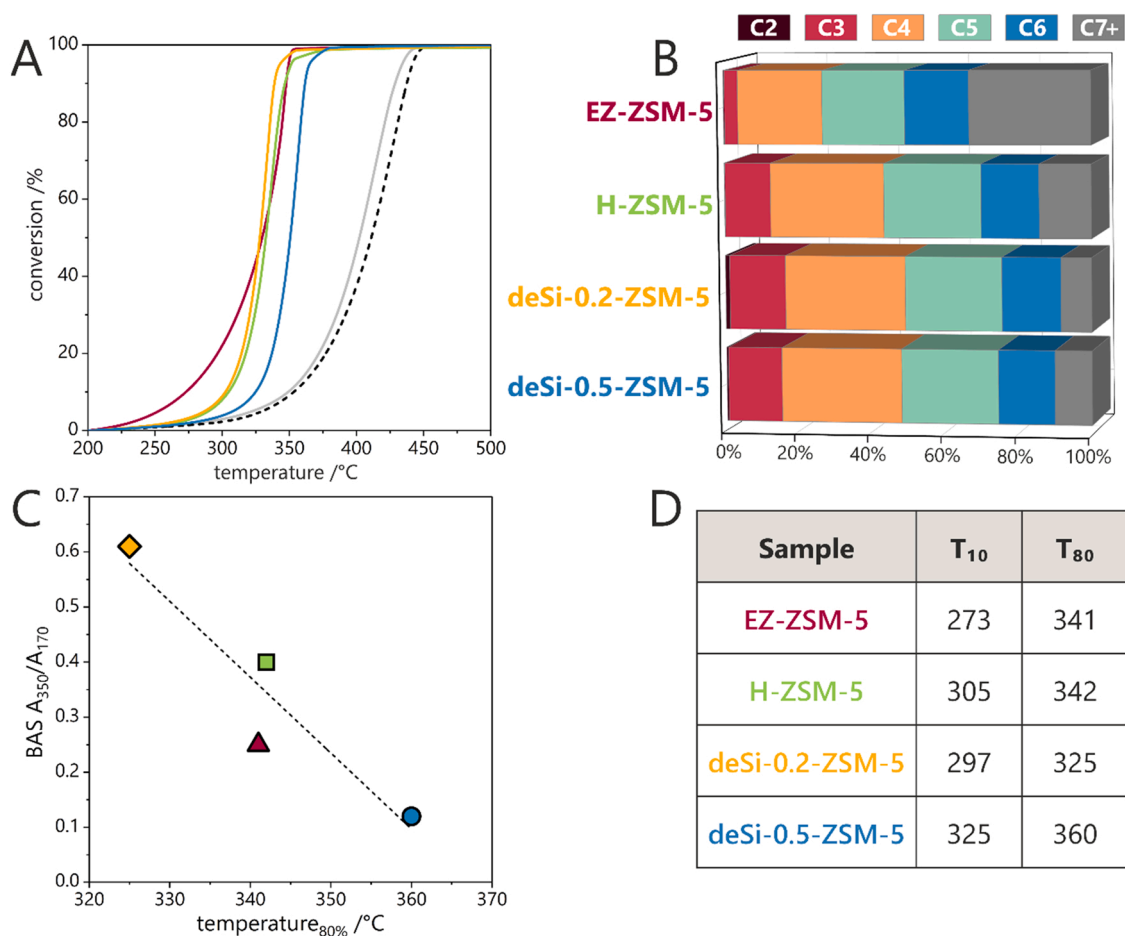 A
100
80
60
40
20
0
conversion /%
200 250 300 350 400 450 500
temperature /°C
C2 C3 C4 C5 C6 C7+
B
EZ-ZSM-5
H-ZSM-5
deSi-0.2-ZSM-5
deSi-0.5-ZSM-5
0% 20% 40% 60% 80% 100%
C
0.7
0.6
0.5
0.4
0.3
0.2
0.1
0.0
BAS A₃₅₀/A₁₇₀
320 330 340 350 360 370
temperature₈₀% /°C
D
Sample T₁₀ T₈₀
EZ-ZSM-5 273 341
H-ZSM-5 305 342
deSi-0.2-ZSM-5 297 325
deSi-0.5-ZSM-5 325 360